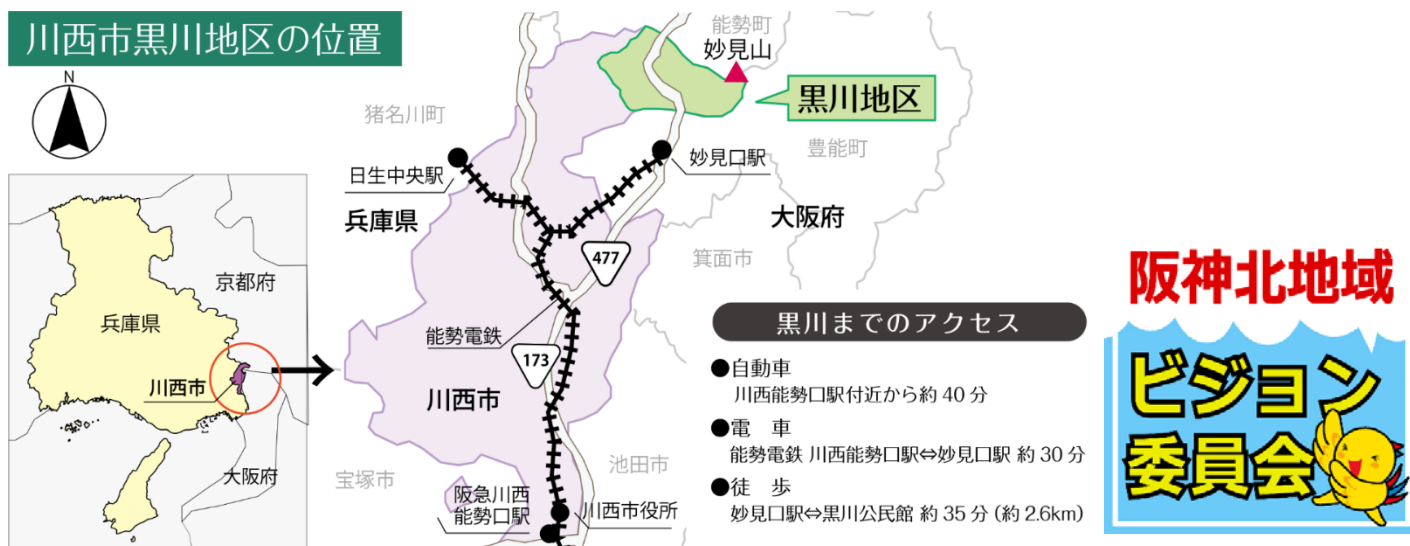 川西市黒川地区の位置
N
兵庫県
京都府
川西市
大阪府
能勢町
妙見山
黒川地区
猪名川町
豊能町
日生中央駅
妙見口駅
兵庫県
大阪府
477
箕面市
能勢電鉄
173
川西市
池田市
宝塚市
阪急川西
能勢口駅
川西市役所
黒川までのアクセス
●自動車
川西能勢口駅付近から約 40 分
●電　車
能勢電鉄 川西能勢口駅⇔妙見口駅 約 30 分
●徒　歩
妙見口駅⇔黒川公民館 約 35 分 (約 2.6km)
阪神北地域
ビジョン
委員会